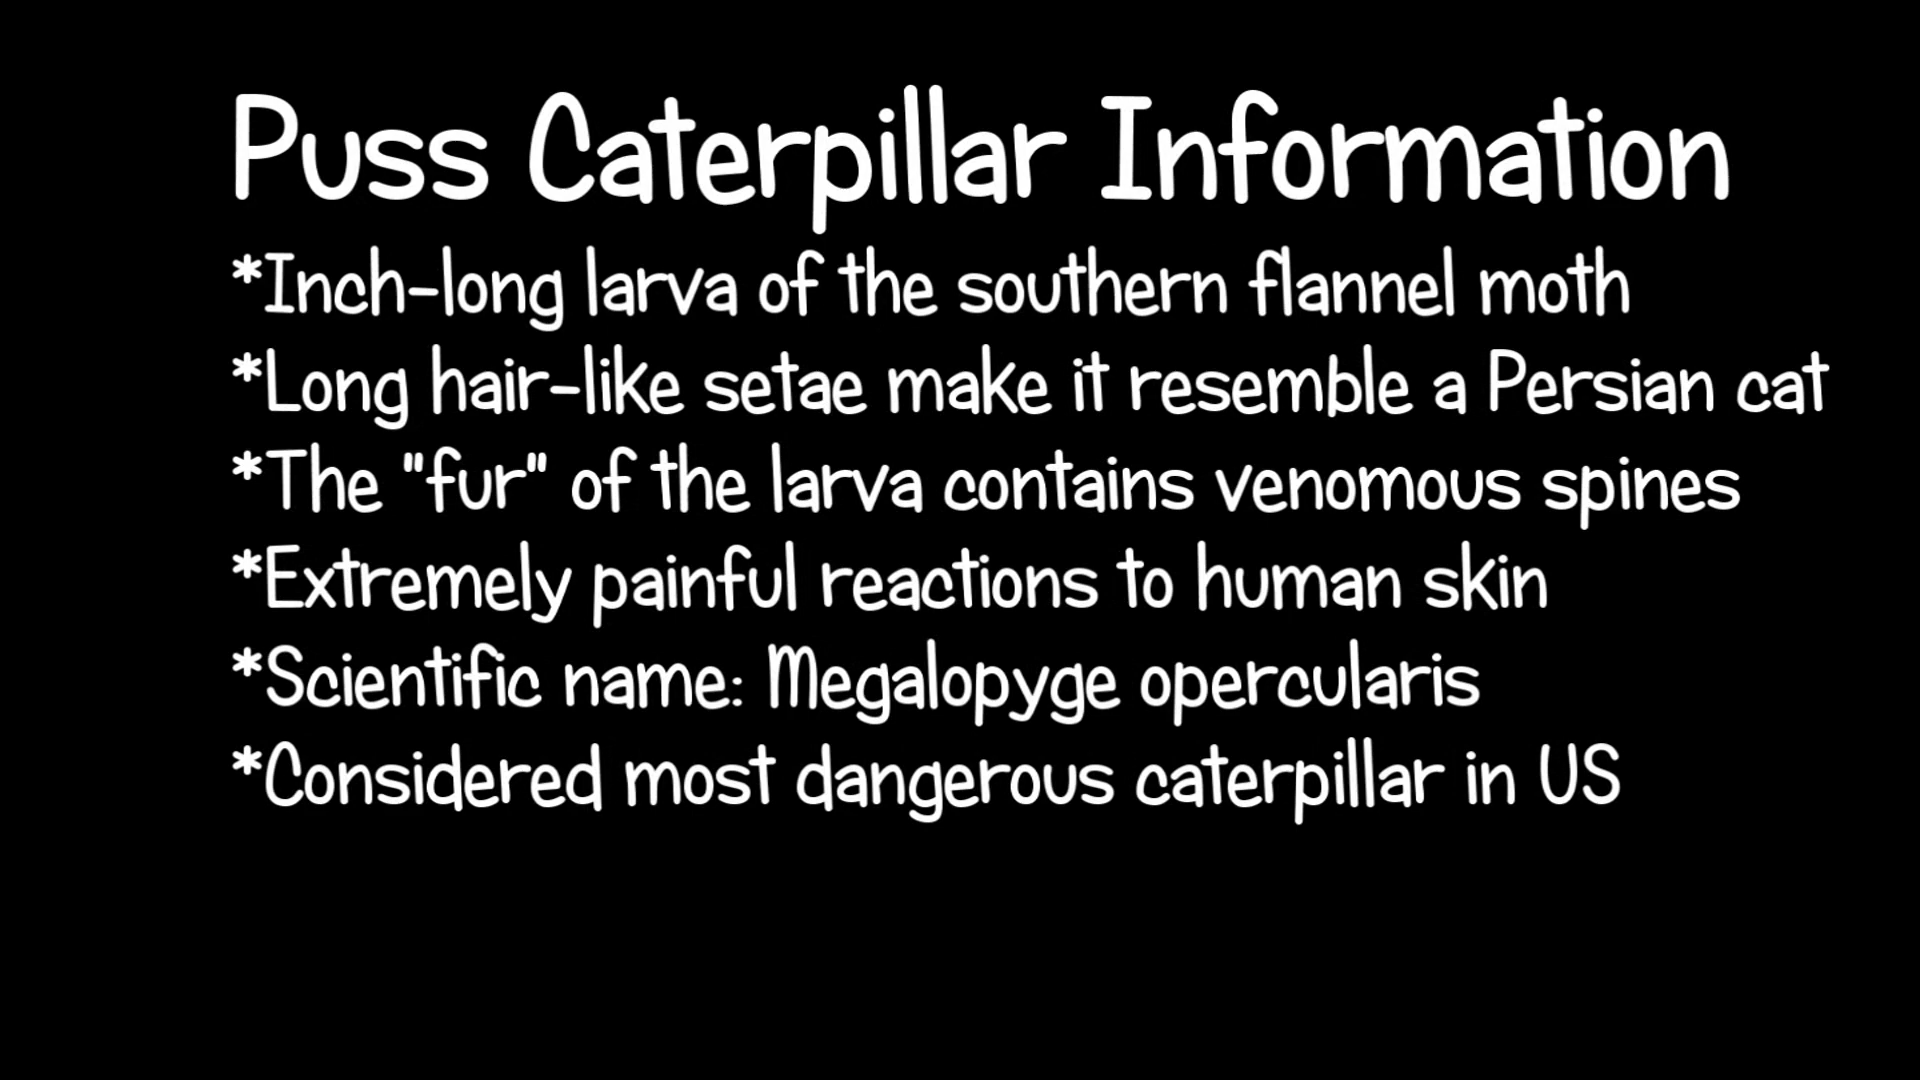 Puss Caterpillar Information
*Inch-long larva of the southern flannel moth
*Long hair-like setae make it resemble a Persian cat
*The "fur" of the larva contains venomous spines
*Extremely painful reactions to human skin
*Scientific name: Megalopyge opercularis
*Considered most dangerous caterpillar in US